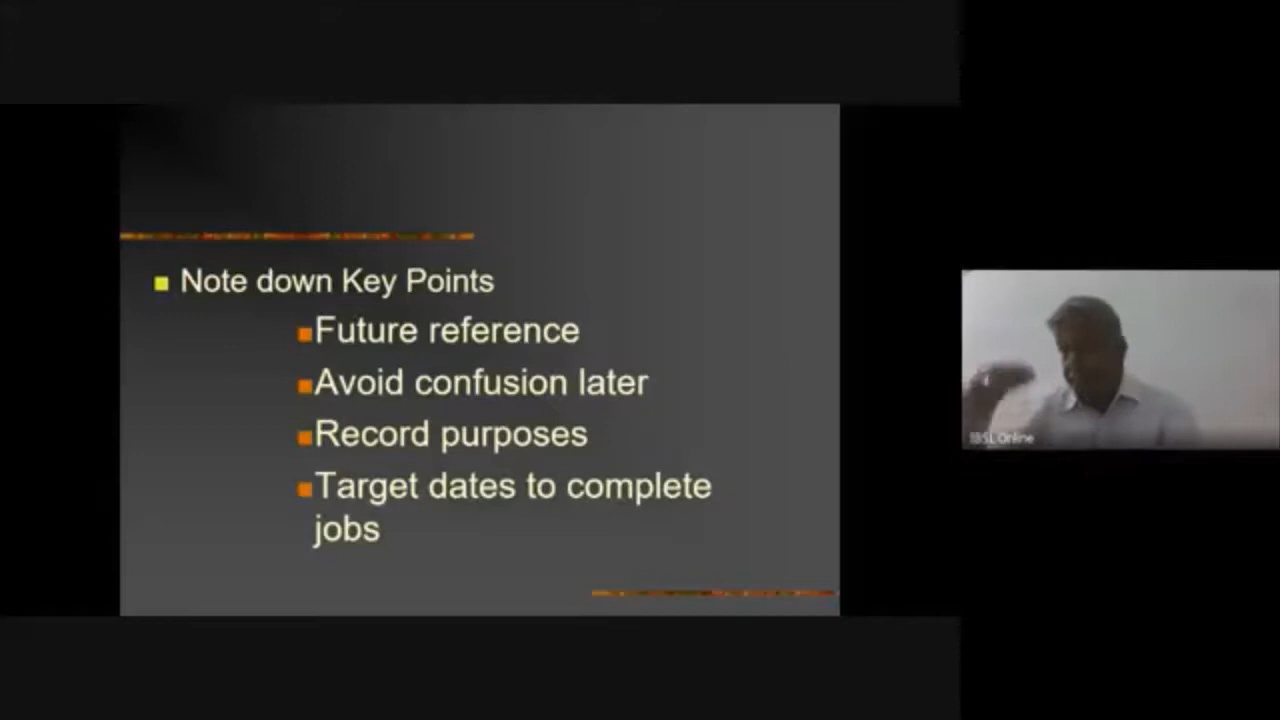 Note down Key Points
Future reference
Avoid confusion later
Record purposes
Target dates to complete
jobs
IBSL Online